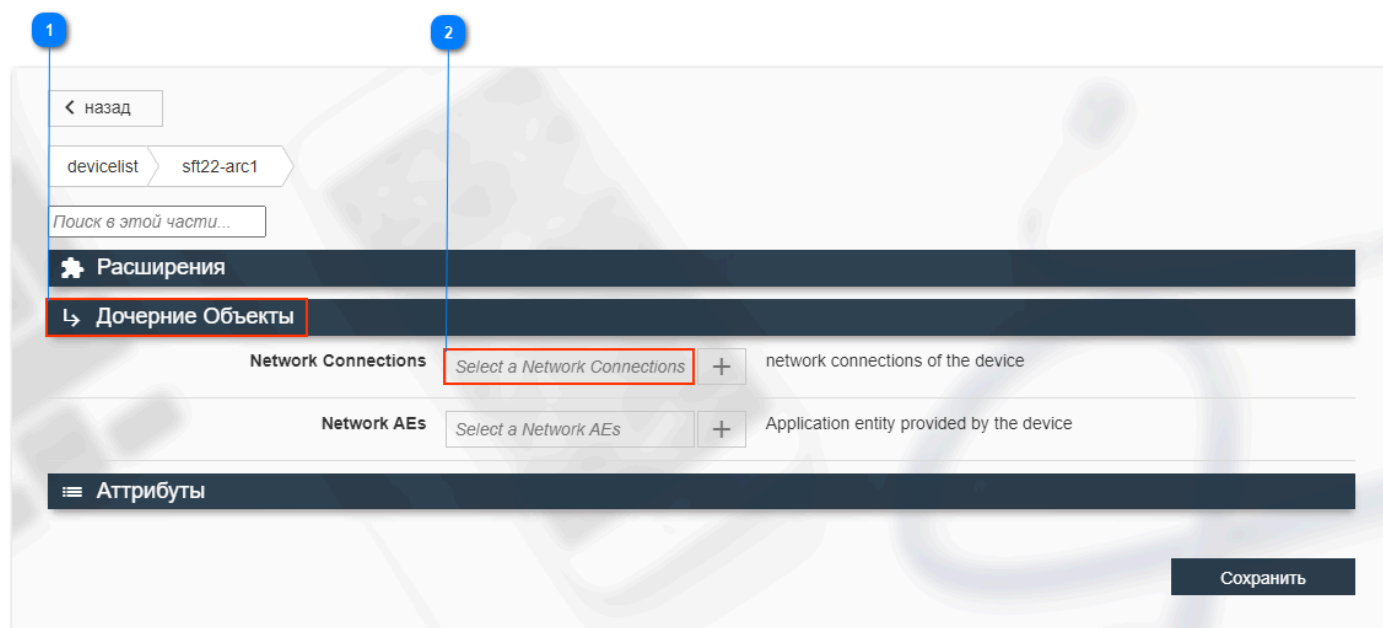 1
2
назад
devicelist sft22-arc1
Поиск в этой части...
Расширения
Дочерние Объекты
Network Connections Select a Network Connections + network connections of the device
Network AEs Select a Network AEs + Application entity provided by the device
Аттрибуты
Сохранить